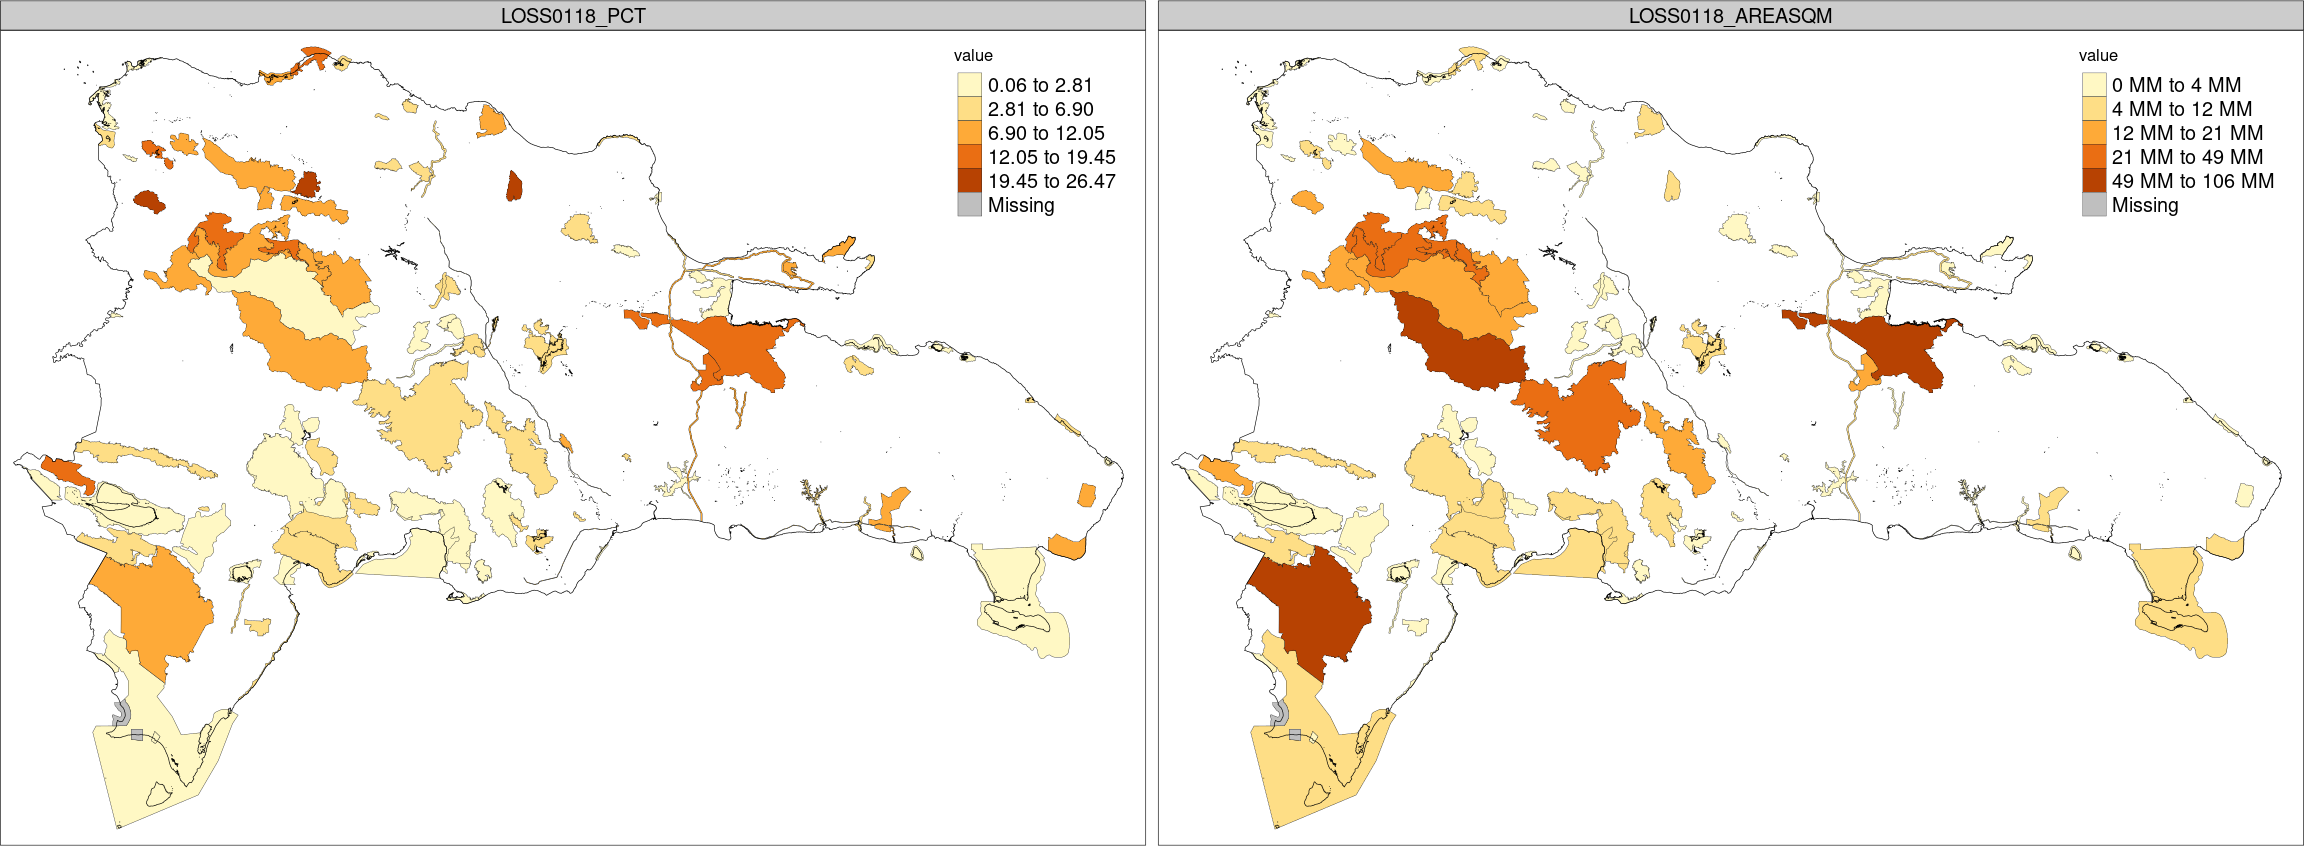 LOSS0118_PCT
value
0.06 to 2.81
2.81 to 6.90
6.90 to 12.05
12.05 to 19.45
19.45 to 26.47
Missing
LOSS0118_AREASQM
value
0 MM to 4 MM
4 MM to 12 MM
12 MM to 21 MM
21 MM to 49 MM
49 MM to 106 MM
Missing